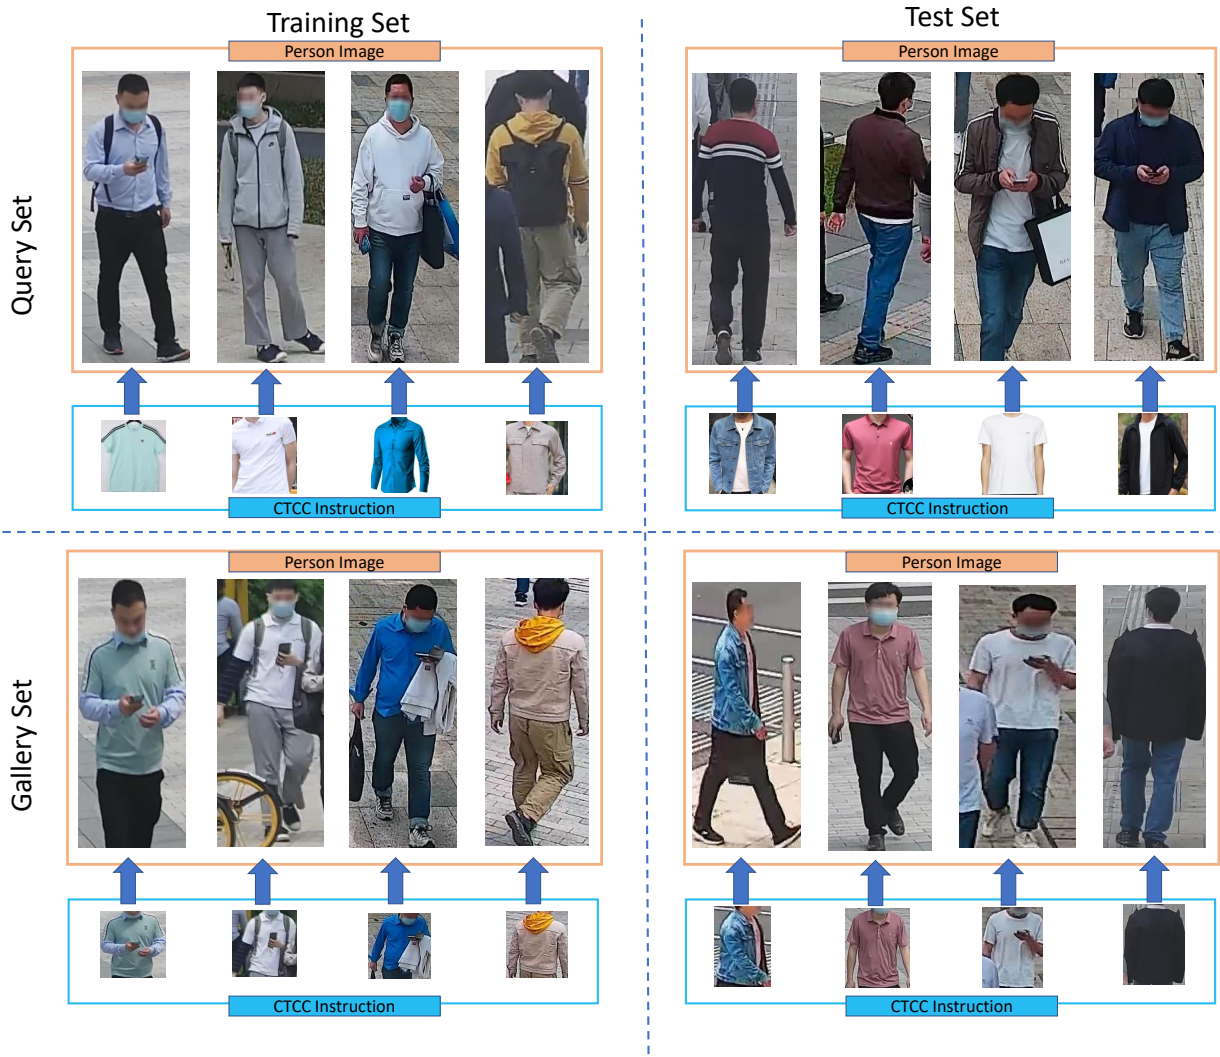 Training Set
Test Set
Person Image
Person Image
Query Set
CTCC Instruction
CTCC Instruction
Person Image
Person Image
Gallery Set
CTCC Instruction
CTCC Instruction